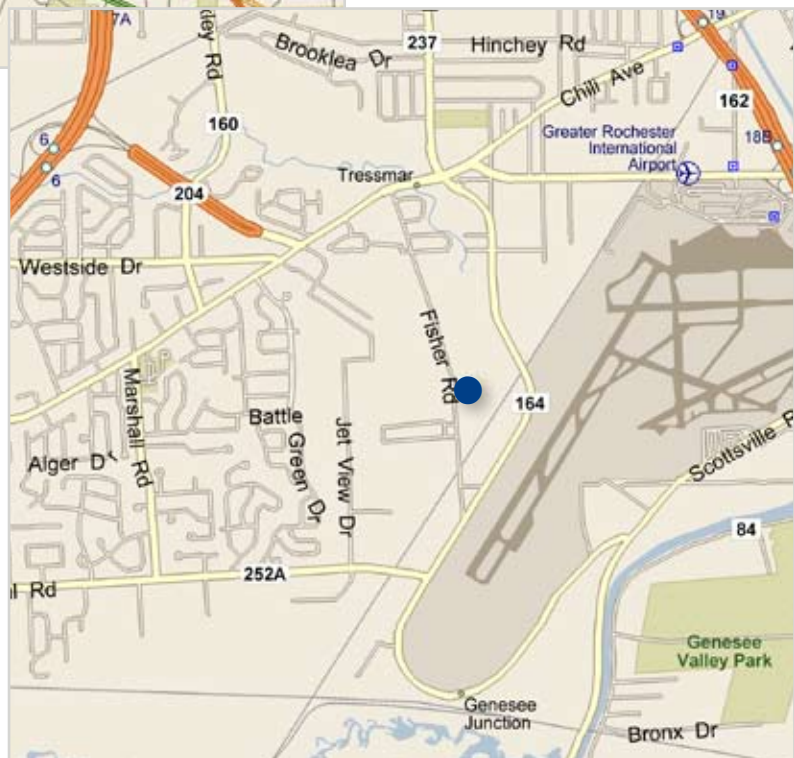 7A
19
237
Hinchey Rd
Brooklea Dr
Chili Ave
162
160
Greater Rochester
International
Airport
18B
6
6
Tressmar
204
Westside Dr
Fisher Rd
164
Marshall Rd
Battle
Green Dr
Jet View Dr
Alger
Scottsville
84
252A
Rd
Genesee
Valley Park
Genesee
Junction
Bronx Dr